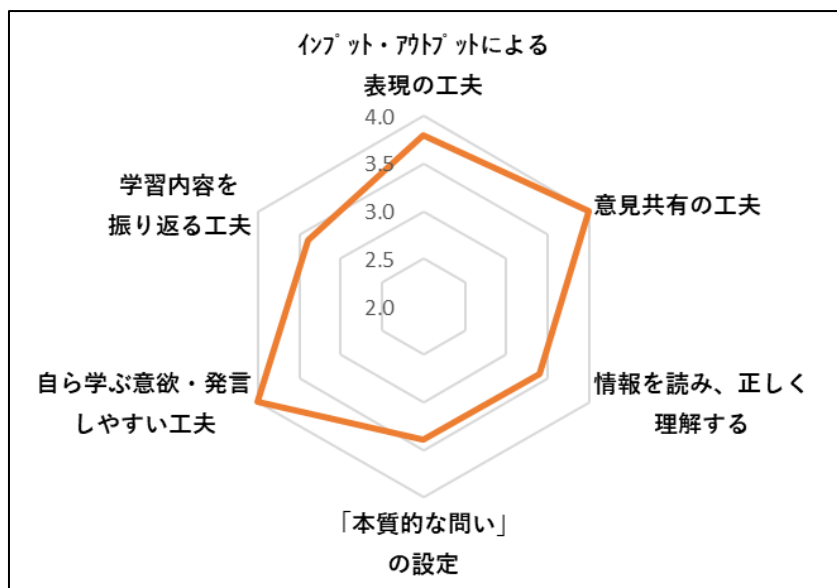 ｲﾝﾌﾟｯﾄ・ｱｳﾄﾌﾟｯﾄによる
表現の工夫
4.0
3.5
3.0
2.5
2.0
意見共有の工夫
情報を読み、正しく
理解する
「本質的な問い」
の設定
自ら学ぶ意欲・発言
しやすい工夫
学習内容を
振り返る工夫